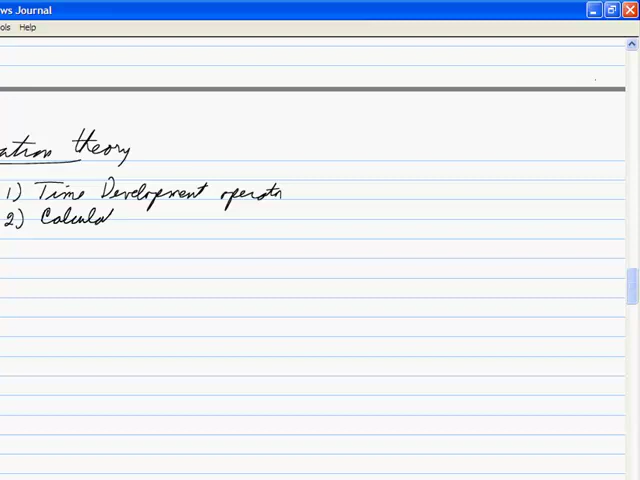 ws Journal
ols Help
ation theory
1) Time Development operator
2) Calcula